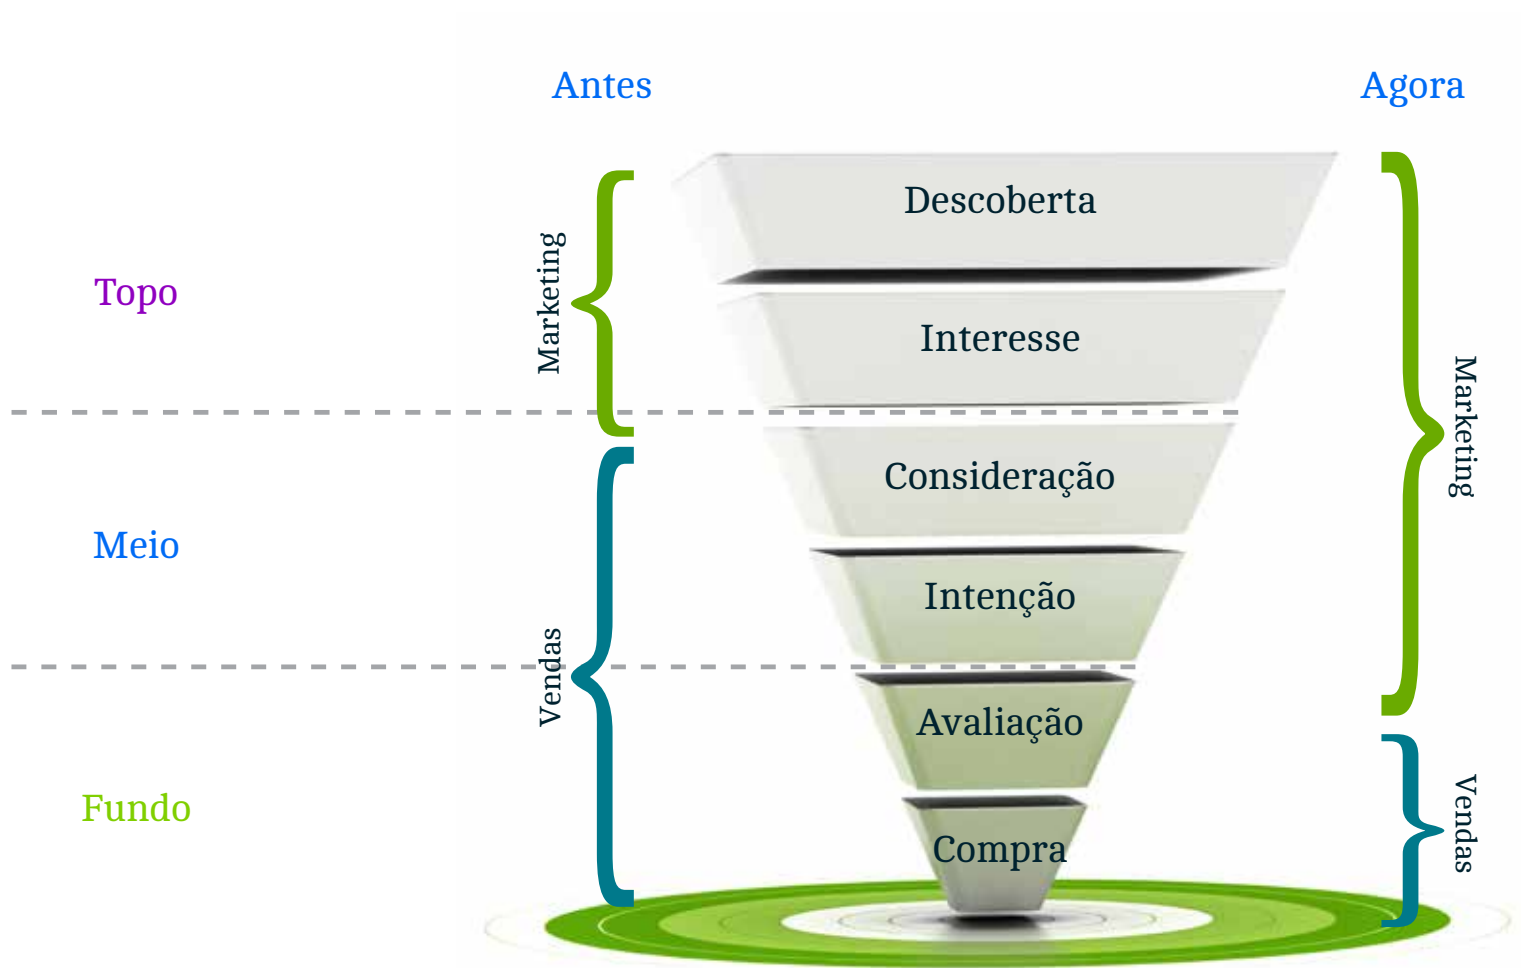 Antes
Agora
Descoberta
Marketing
Topo
Interesse
Marketing
Consideração
Meio
Intenção
Vendas
Avaliação
Fundo
Vendas
Compra